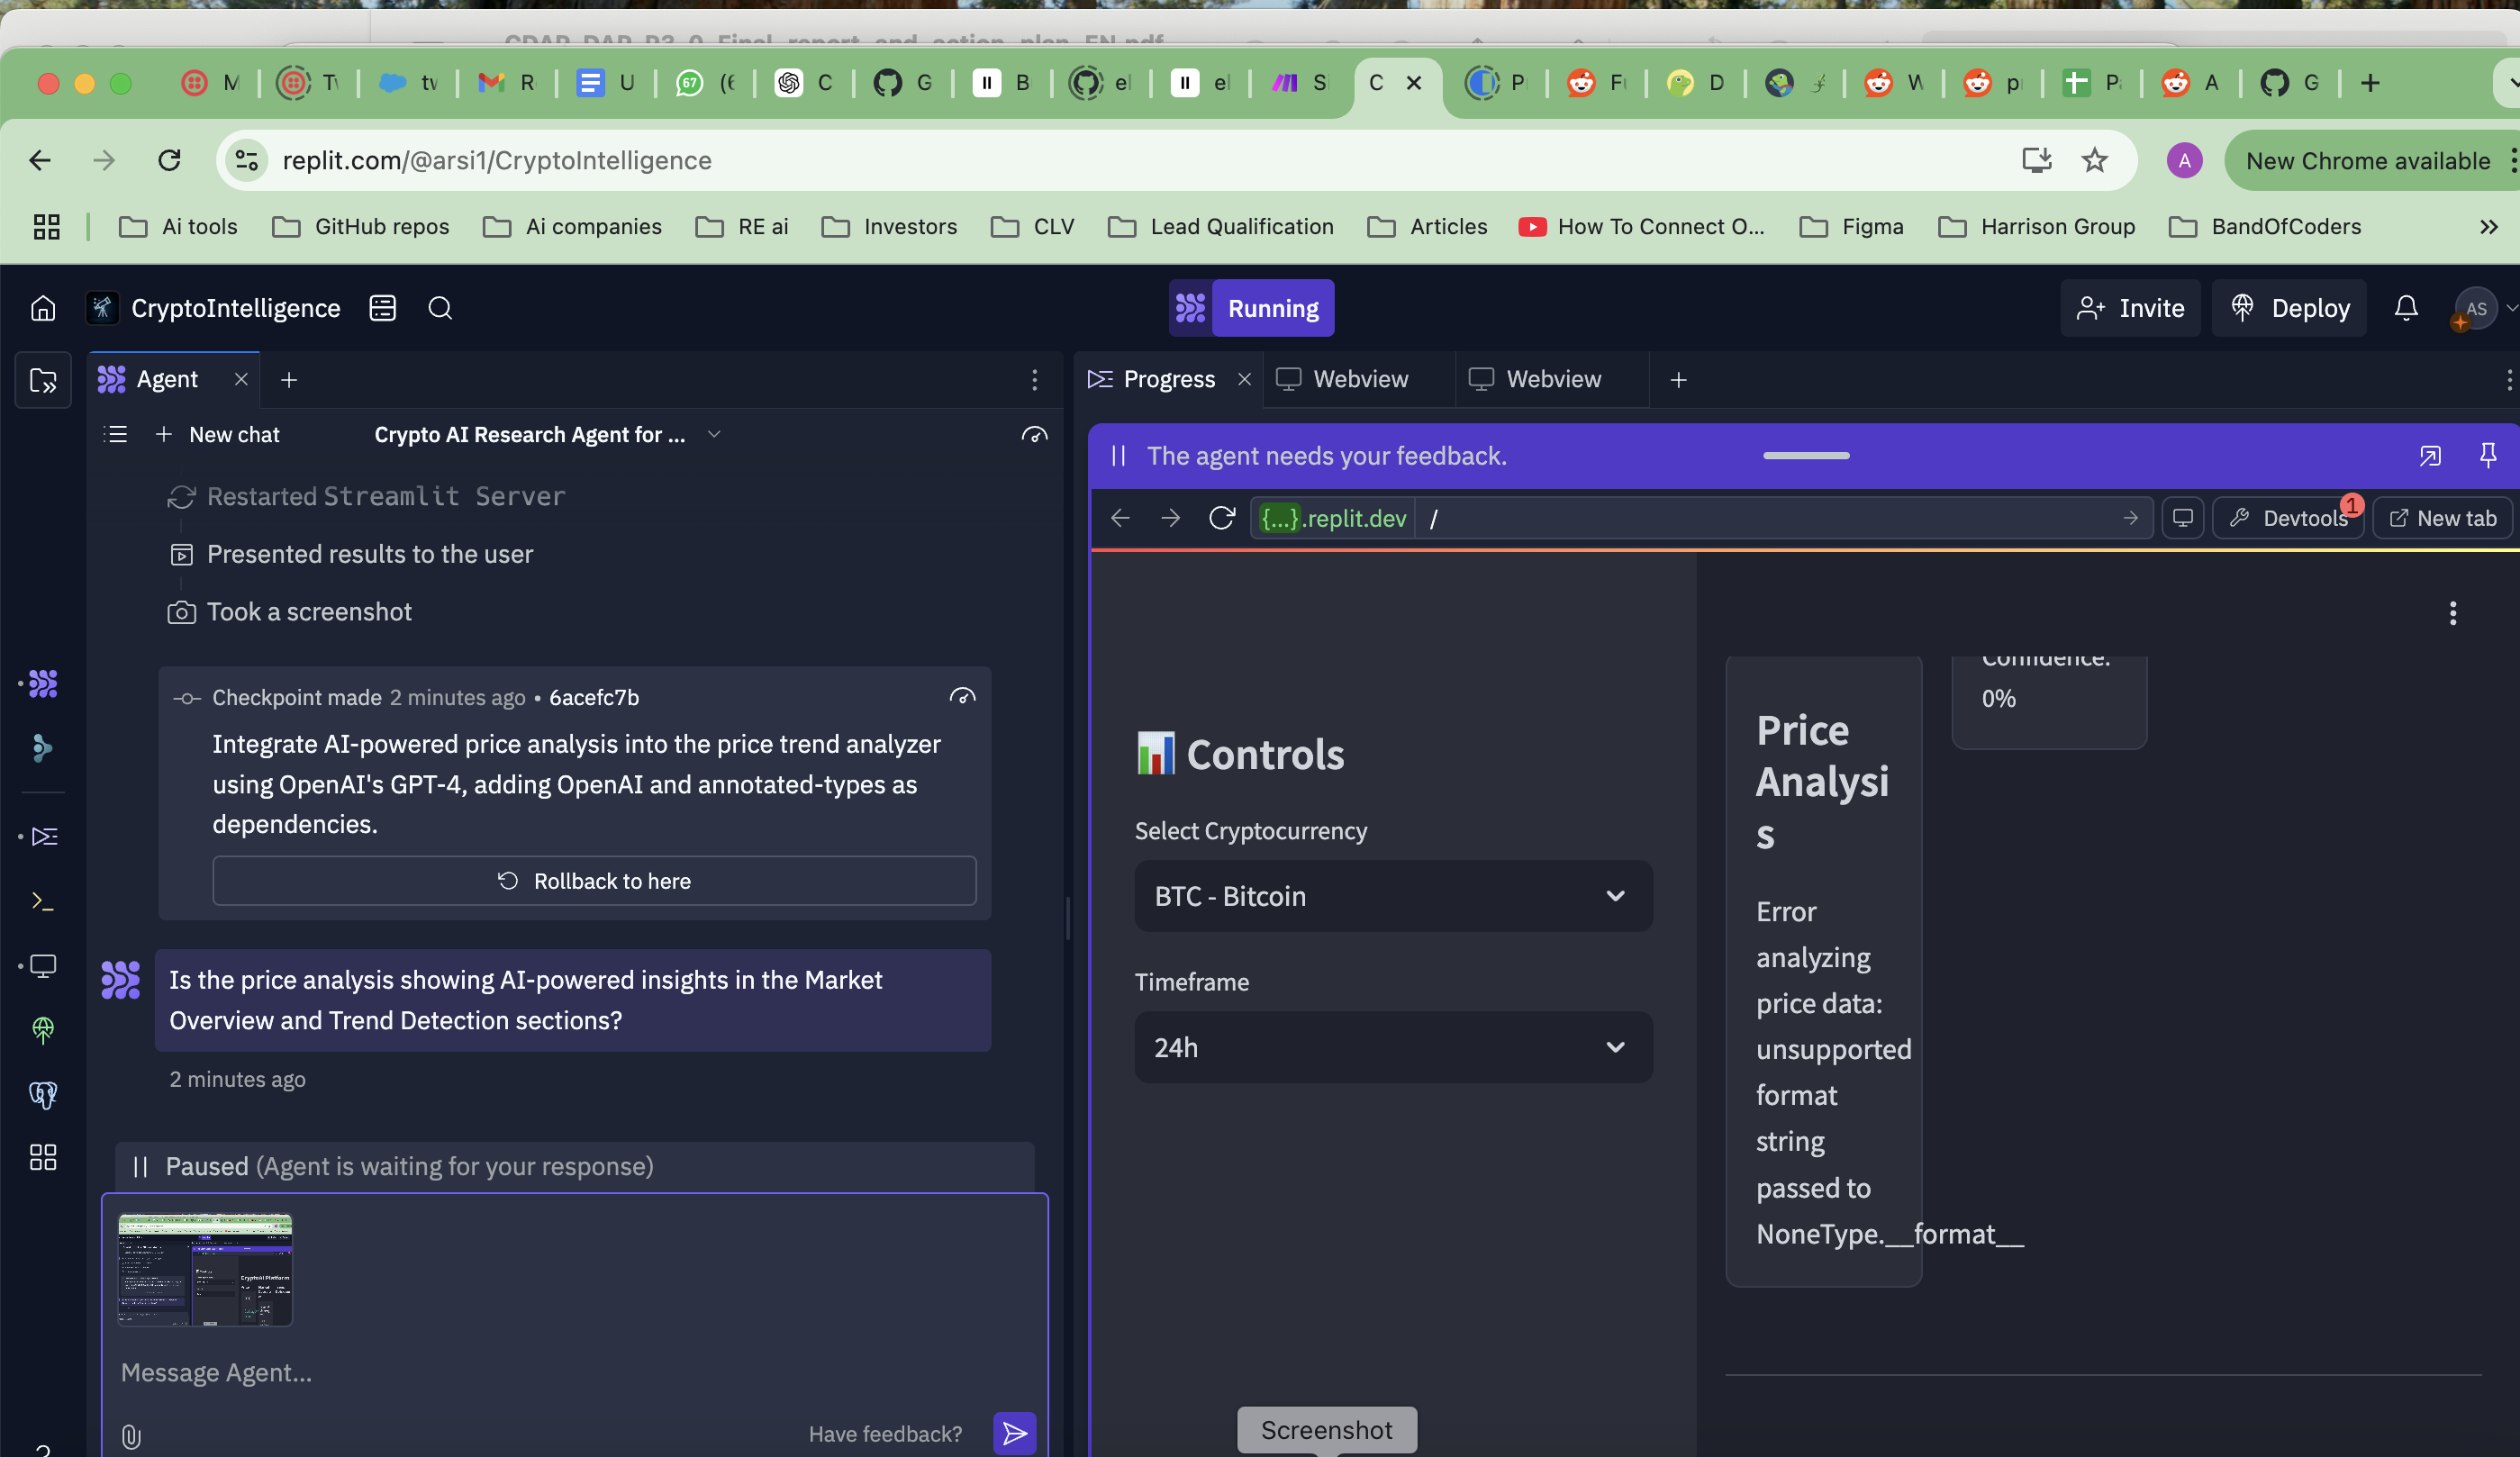 M
Tv
tv
R
U
67
C
G
B
el
el
S
C
P
Fu
D
W
p
P
A
G
replit.com/@arsi1/CryptoIntelligence
A
New Chrome available
Ai tools
GitHub repos
Ai companies
RE ai
Investors
CLV
Lead Qualification
Articles
How To Connect O...
Figma
Harrison Group
BandOfCoders
CryptoIntelligence
Running
Invite
Deploy
AS
Agent
New chat
Crypto AI Research Agent for ...
Restarted Streamlit Server
Presented results to the user
Took a screenshot
Checkpoint made 2 minutes ago • 6acefc7b
Integrate AI-powered price analysis into the price trend analyzer
using OpenAI's GPT-4, adding OpenAI and annotated-types as
dependencies.
Rollback to here
Is the price analysis showing AI-powered insights in the Market
Overview and Trend Detection sections?
2 minutes ago
Paused (Agent is waiting for your response)
Message Agent...
Have feedback?
Progress
Webview
Webview
The agent needs your feedback.
{...}.replit.dev
/
Devtools
1
New tab
Controls
Select Cryptocurrency
BTC - Bitcoin
Timeframe
24h
Confidence:
0%
Price
Analysi
s
Error
analyzing
price data:
unsupported
format
string
passed to
NoneType.__format__
Screenshot